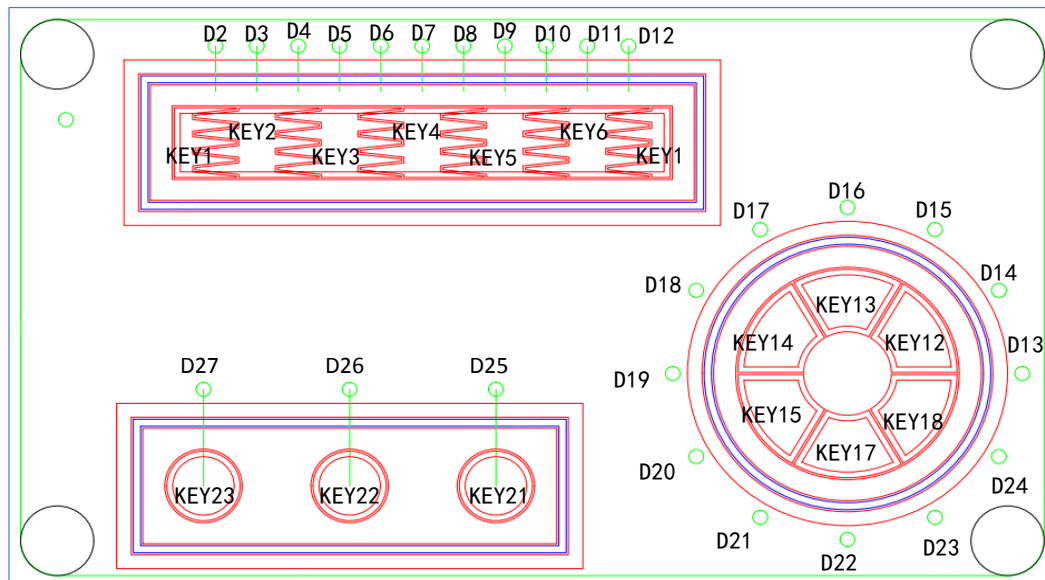 D2 D3 D4 D5 D6 D7 D8 D9 D10 D11 D12
KEY2 KEY4 KEY6
KEY1 KEY3 KEY5 KEY1
D16
D17 D15
D18 D14
KEY13
KEY14 KEY12
D27 D26 D25 D13
D19
KEY15 KEY18
KEY17
D20 D24
KEY23 KEY22 KEY21
D21 D23
D22